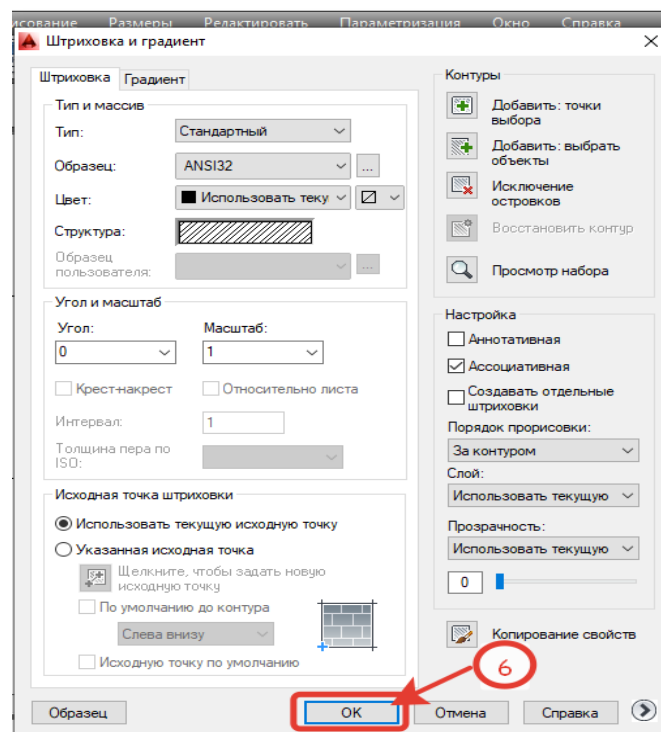 исование Размеры Редактировать Параметризация Окно Справка
Штриховка и градиент
Штриховка Градиент
Тип и массив
Тип: Стандартный
Образец: ANSI32 ...
Цвет: Использовать теку
Структура:
Образец
пользователя: ...
Угол и масштаб
Угол: Масштаб:
0 1
Крест-накрест Относительно листа
Интервал: 1
Толщина пера по
ISO:
Исходная точка штриховки
Использовать текущую исходную точку
Указанная исходная точка
Щелкните, чтобы задать новую
исходную точку
По умолчанию до контура
Слева внизу
Исходную точку по умолчанию
Контуры
Добавить: точки
выбора
Добавить: выбрать
объекты
Исключение
островков
Восстановить контур
Просмотр набора
Настройка
Аннотативная
Ассоциативная
Создавать отдельные
штриховки
Порядок прорисовки:
За контуром
Слой:
Использовать текущую
Прозрачность:
Использовать текущую
0
Копирование свойств
6
Образец ОК Отмена Справка